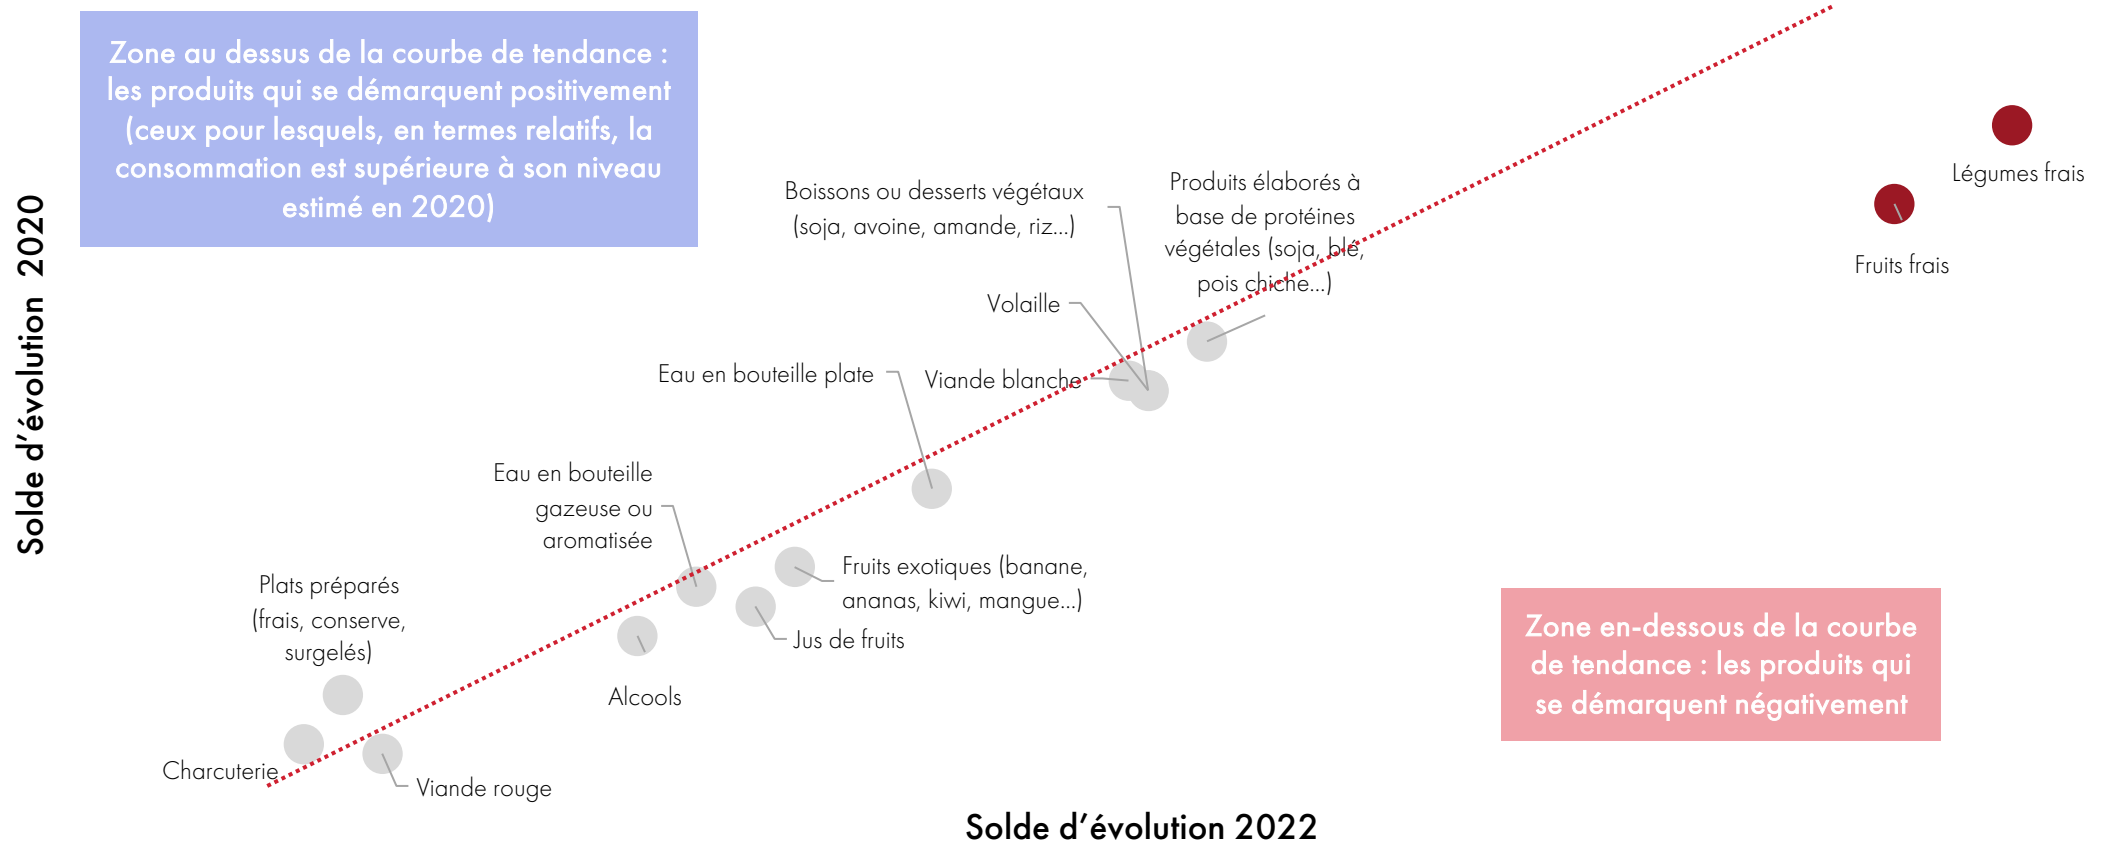 Zone au dessus de la courbe de tendance :
les produits qui se démarquent positivement
(ceux pour lesquels, en termes relatifs, la
consommation est supérieure à son niveau
estimé en 2020)
Solde d’évolution 2020
Boissons ou desserts végétaux
(soja, avoine, amande, riz...)
Produits élaborés à
base de protéines
végétales (soja, blé,
pois chiche...)
Légumes frais
Fruits frais
Volaille
Eau en bouteille plate
Viande blanche
Eau en bouteille
gazeuse ou
aromatisée
Fruits exotiques (banane,
ananas, kiwi, mangue...)
Jus de fruits
Plats préparés
(frais, conserve,
surgelés)
Alcools
Charcuterie
Viande rouge
Zone en-dessous de la courbe
de tendance : les produits qui
se démarquent négativement
Solde d’évolution 2022